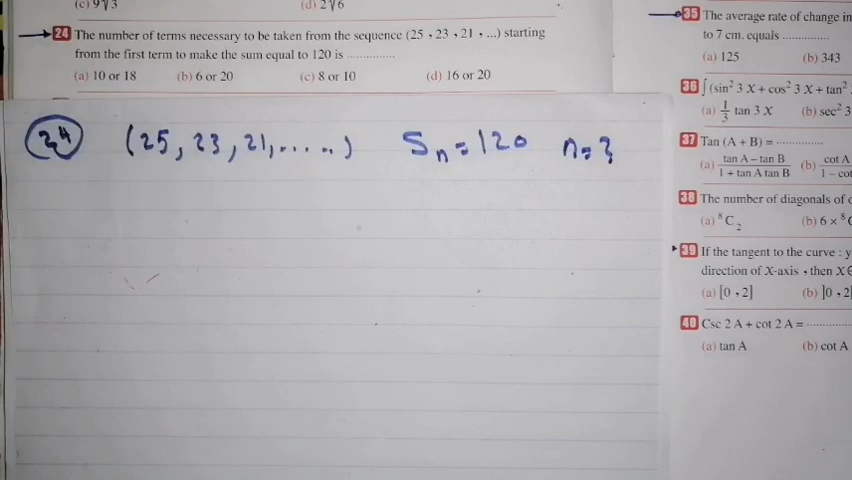 (c) 9√3 (d) 2√6
24 The number of terms necessary to be taken from the sequence (25 , 23 , 21 , ...) starting
from the first term to make the sum equal to 120 is ..............
(a) 10 or 18 (b) 6 or 20 (c) 8 or 10 (d) 16 or 20
24 (25, 23, 21, .....) Sn = 120 n = ?
35 The average rate of change in
to 7 cm. equals ..............
(a) 125 (b) 343
36 ∫(sin² 3 X + cos² 3 X + tan²
(a) 1/3 tan 3 X (b) sec² 3
37 Tan (A + B) = ..............
(a) tan A – tan B / 1 + tan A tan B (b) cot A / 1 – cot
38 The number of diagonals of
(a) ⁸C₂ (b) 6 × ⁸C
39 If the tangent to the curve : y
direction of X-axis , then X ∈
(a) [0 , 2] (b) ]0 , 2
40 Csc 2 A + cot 2 A = ..............
(a) tan A (b) cot A